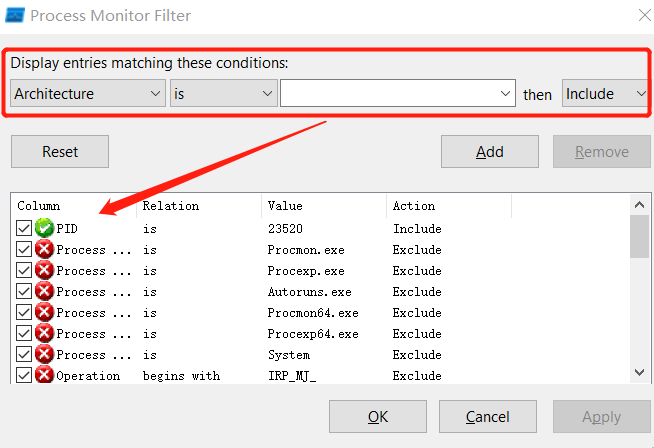 Process Monitor Filter
Display entries matching these conditions:
Architecture is then Include
Reset Add Remove
Column Relation Value Action
PID is 23520 Include
Process ... is Procmon.exe Exclude
Process ... is Procexp.exe Exclude
Process ... is Autoruns.exe Exclude
Process ... is Procmon64.exe Exclude
Process ... is Procexp64.exe Exclude
Process ... is System Exclude
Operation begins with IRP_MJ_ Exclude
OK Cancel Apply